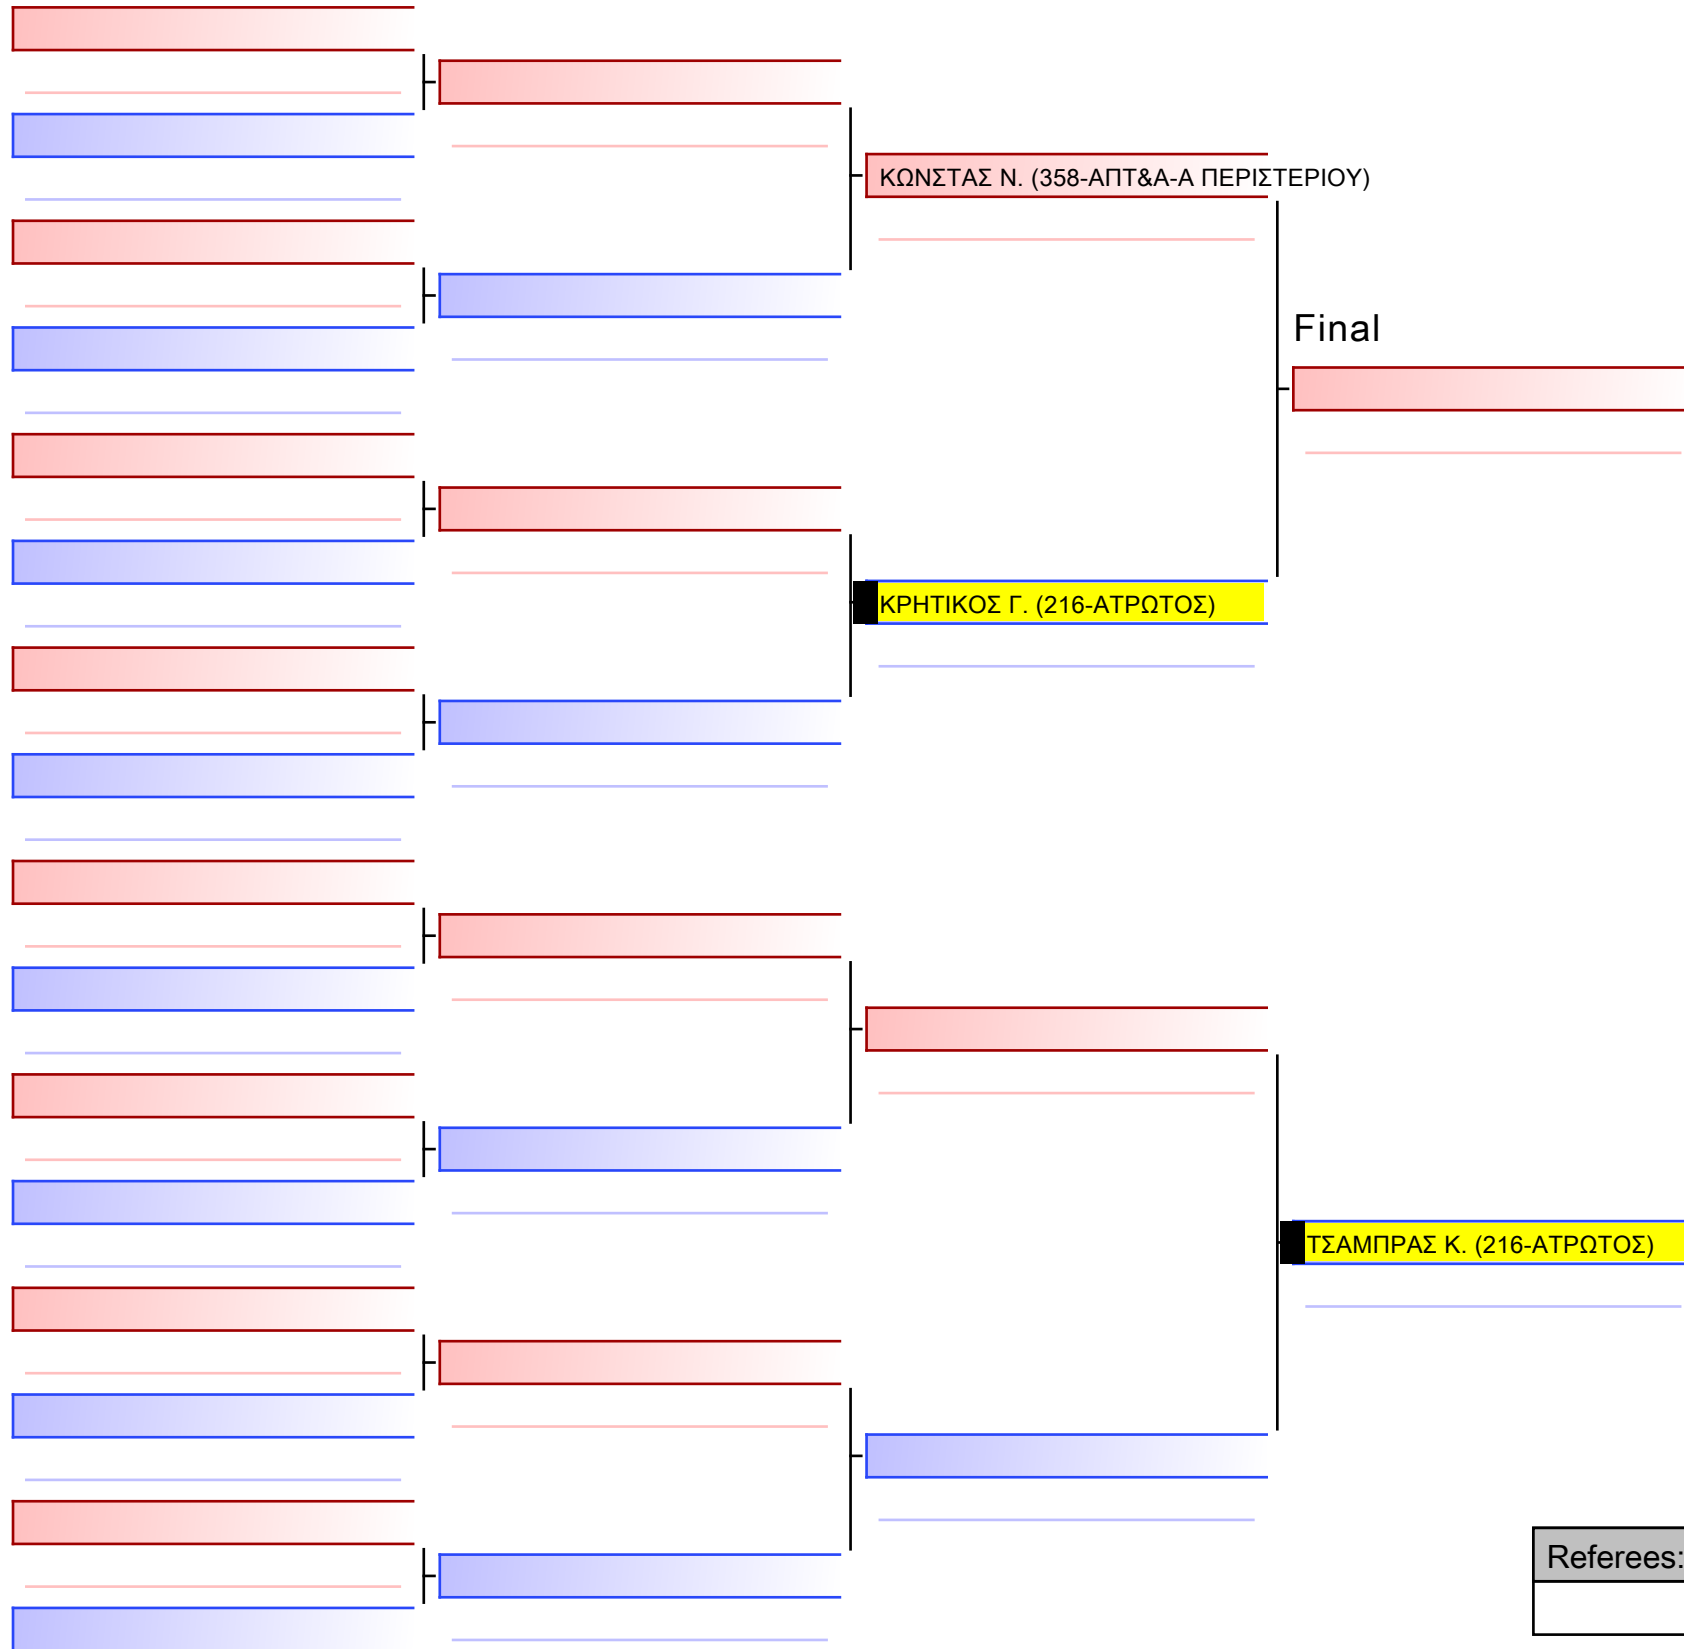 ΚΩΝΣΤΑΣ Ν. (358-ΑΠΤ&Α-Α ΠΕΡΙΣΤΕΡΙΟΥ)
Final
ΚΡΗΤΙΚΟΣ Γ. (216-ΑΤΡΩΤΟΣ)
ΤΣΑΜΠΡΑΣ Κ. (216-ΑΤΡΩΤΟΣ)
Referees: